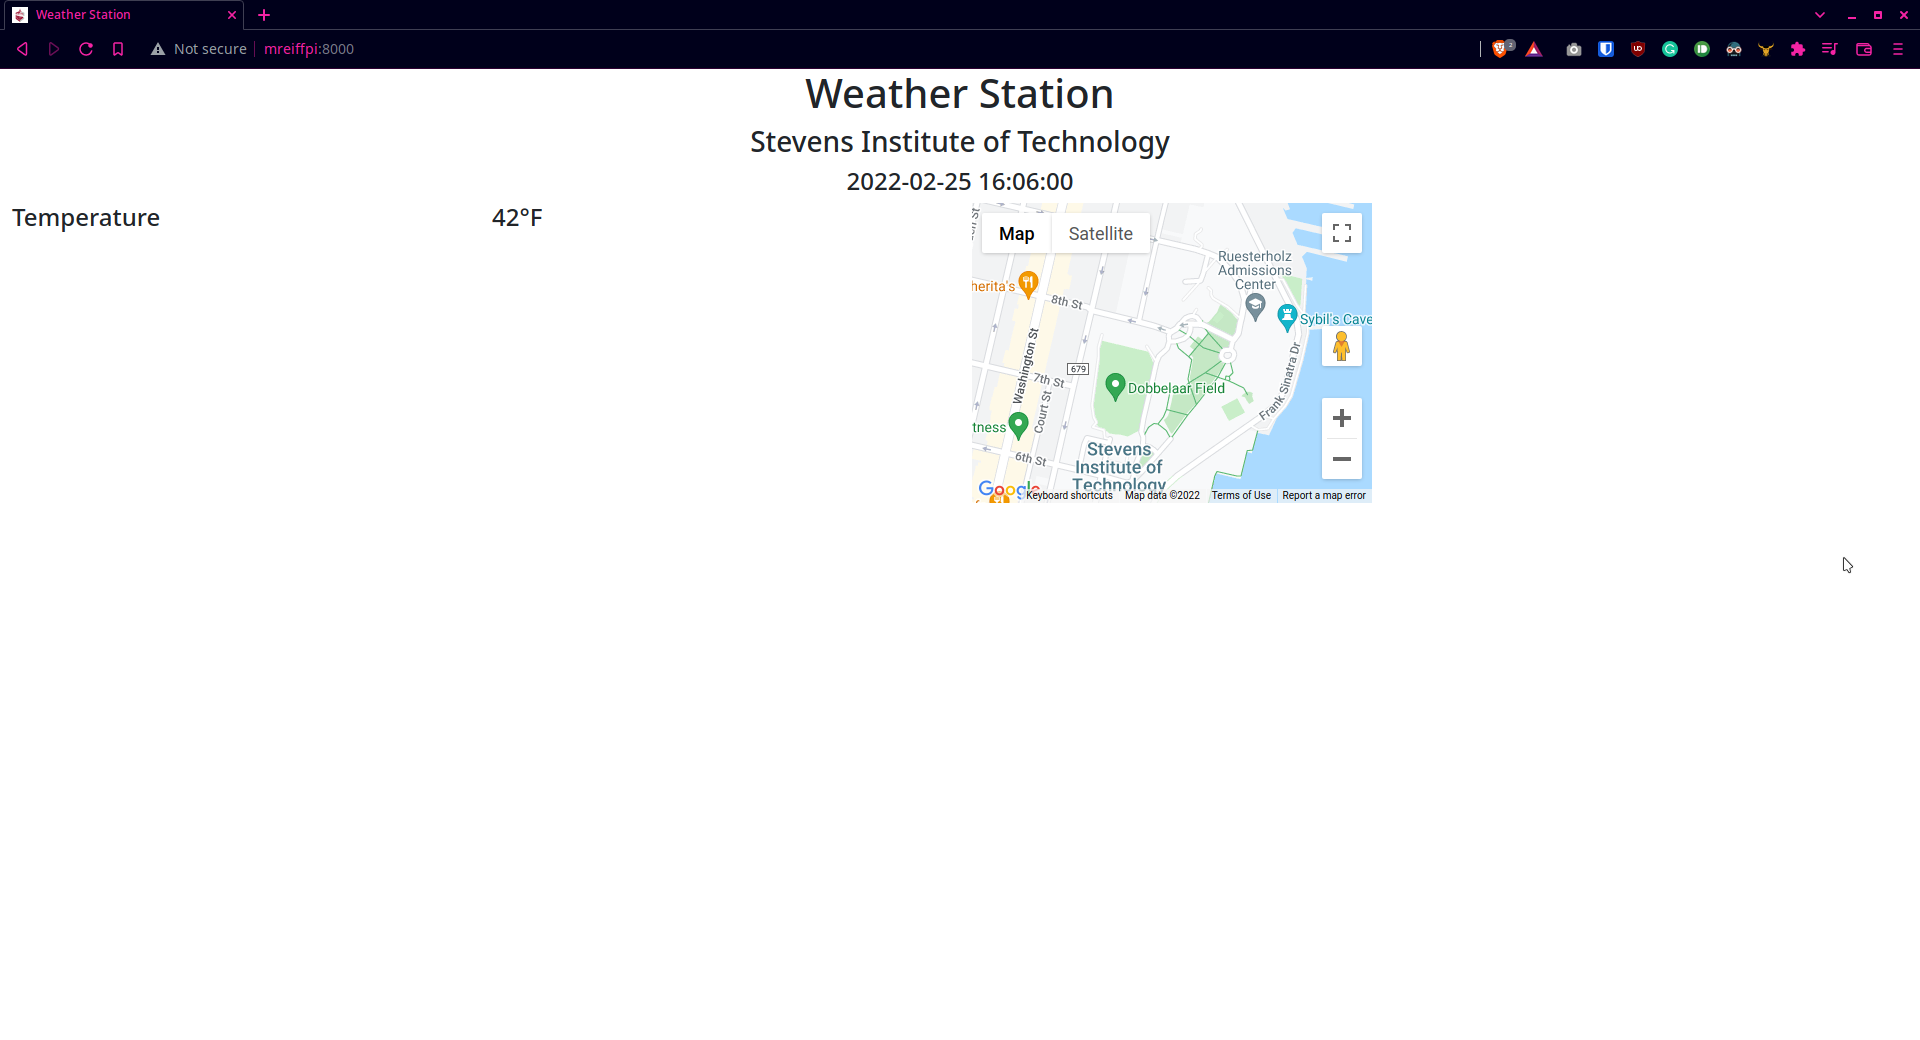 Weather Station
Not secure
mreiffpi:8000
2
Weather Station
Stevens Institute of Technology
2022-02-25 16:06:00
Temperature 42°F
Map Satellite
Ruesterholz
Admissions
Center
herita's
8th St
Sybil's Cave
Washington St
679
7th St
Dobbelaar Field
Court St
Frank Sinatra Dr
tness
6th St
Stevens
Institute of
Technology
Google
Keyboard shortcuts Map data ©2022 Terms of Use Report a map error